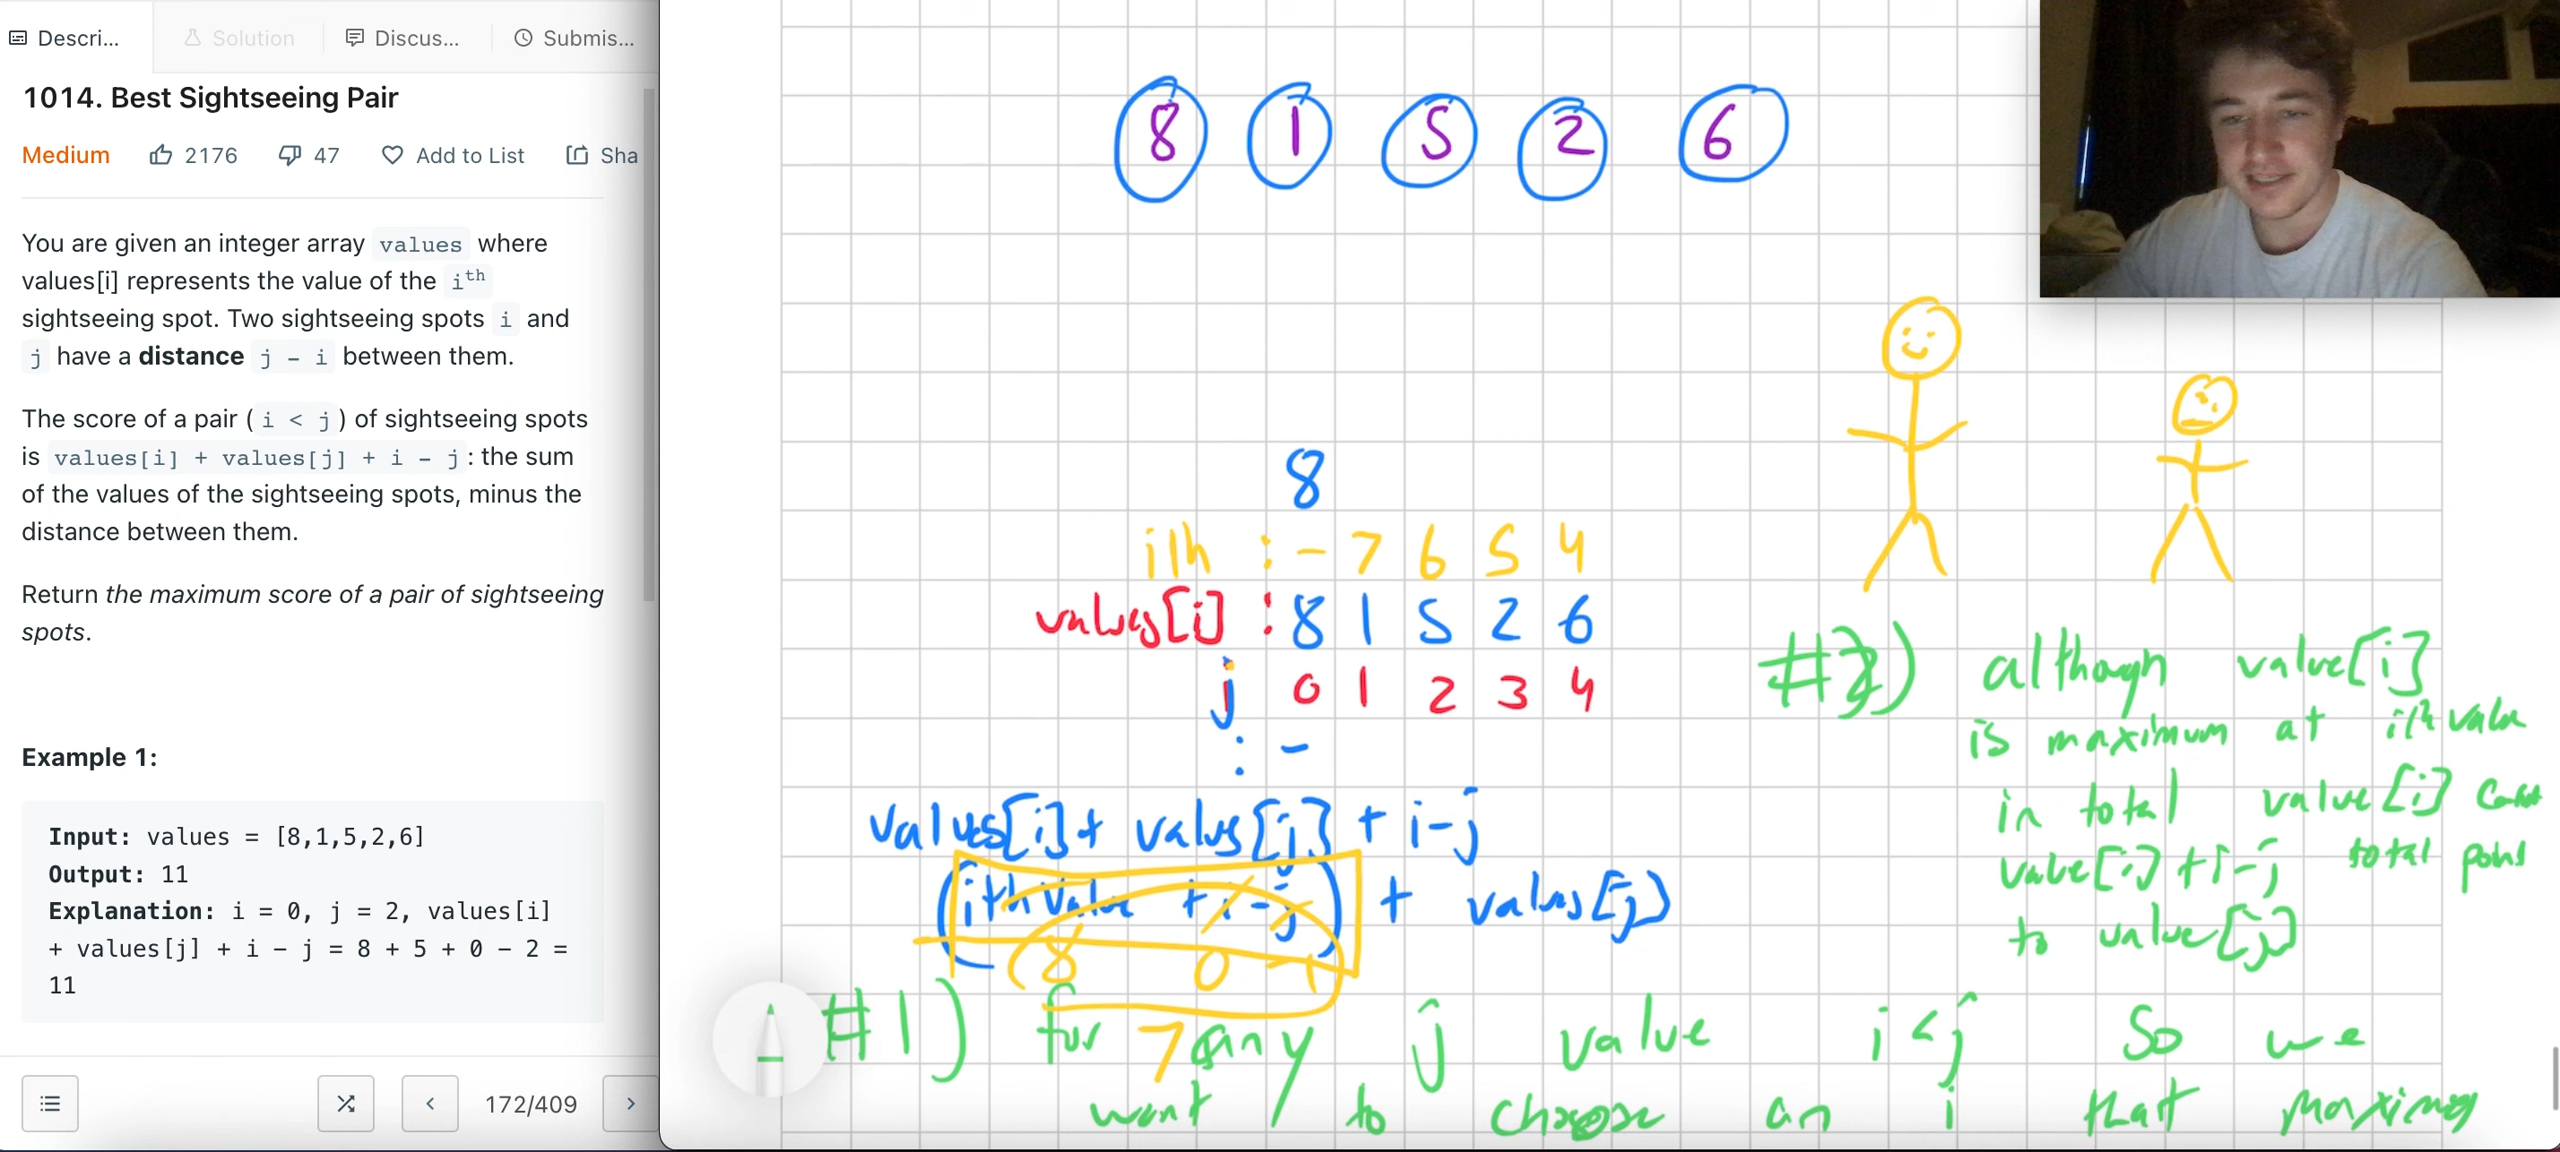 Descri...
Solution
Discus...
Submis...
1014. Best Sightseeing Pair
Medium 2176 47 Add to List Sha
You are given an integer array values where
values[i] represents the value of the ith
sightseeing spot. Two sightseeing spots i and
j have a distance j - i between them.
The score of a pair (i < j) of sightseeing spots
is values[i] + values[j] + i - j: the sum
of the values of the sightseeing spots, minus the
distance between them.
Return the maximum score of a pair of sightseeing
spots.
Example 1:
Input: values = [8,1,5,2,6]
Output: 11
Explanation: i = 0, j = 2, values[i]
+ values[j] + i - j = 8 + 5 + 0 - 2 =
11
172/409
8 1 5 2 6
8
ith : - 7 6 5 4
values[i] : 8 1 5 2 6
j 0 1 2 3 4
: -
values[i] + values[j] + i-j
(ith value + i - j) + values[j]
8 0 -1
7
#1) for any j value i < j So we
want to choose an i that
although value[i]
is maximum at ith
in total value[i]
value[i] + i - j total
to value[j]